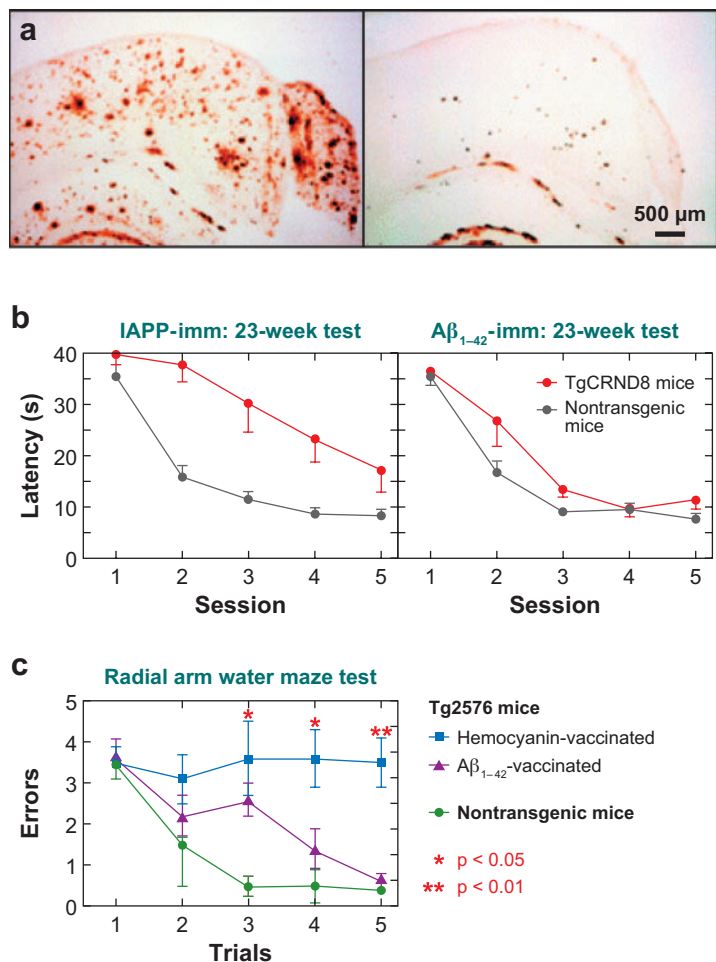 a
500 μm
b
IAPP-imm: 23-week test
Aβ1–42-imm: 23-week test
40
30
20
10
0
Latency (s)
TgCRND8 mice
Nontransgenic
mice
1 2 3 4 5
1 2 3 4 5
Session
Session
c
Radial arm water maze test
5
4
3
2
1
0
Errors
*
*
**
1 2 3 4 5
Trials
Tg2576 mice
Hemocyanin-vaccinated
Aβ1–42-vaccinated
Nontransgenic mice
* p < 0.05
** p < 0.01